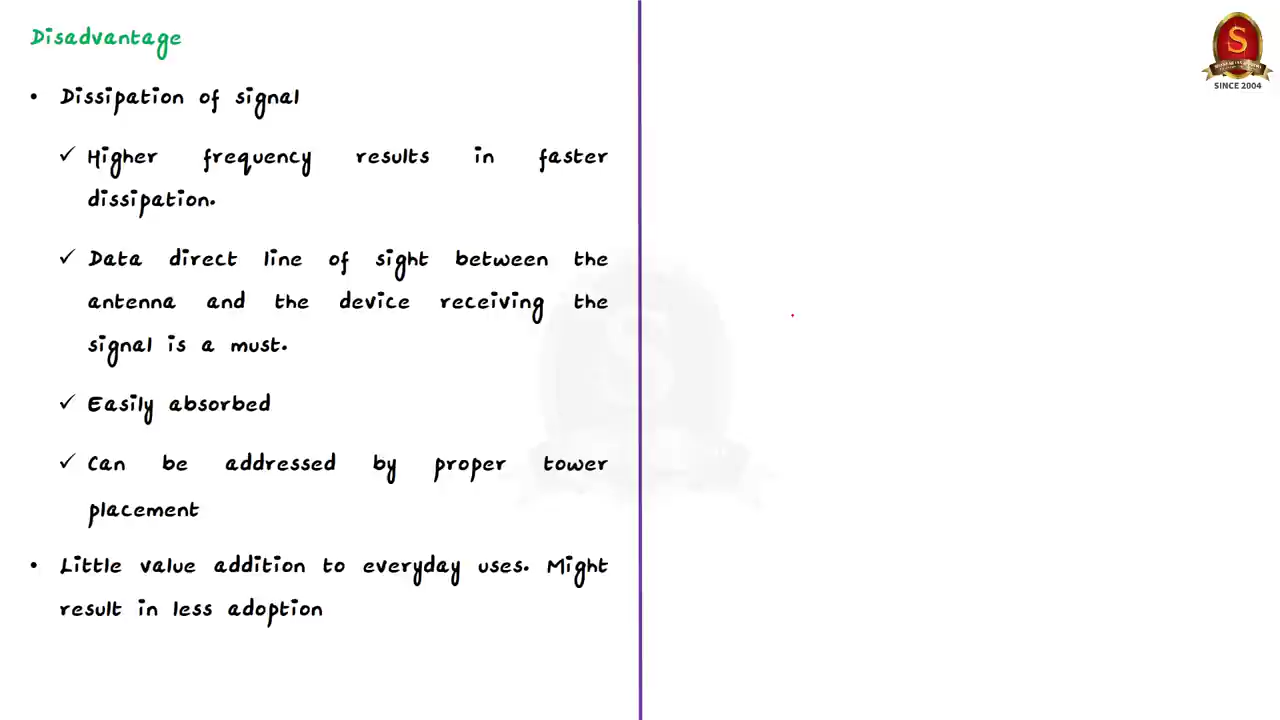 Disadvantage
• Dissipation of signal
✓ Higher frequency results in faster
dissipation.
✓ Data direct line of sight between the
antenna and the device receiving the
signal is a must.
✓ Easily absorbed
✓ Can be addressed by proper tower
placement
• Little value addition to everyday uses. Might
result in less adoption
S
SINCE 2004